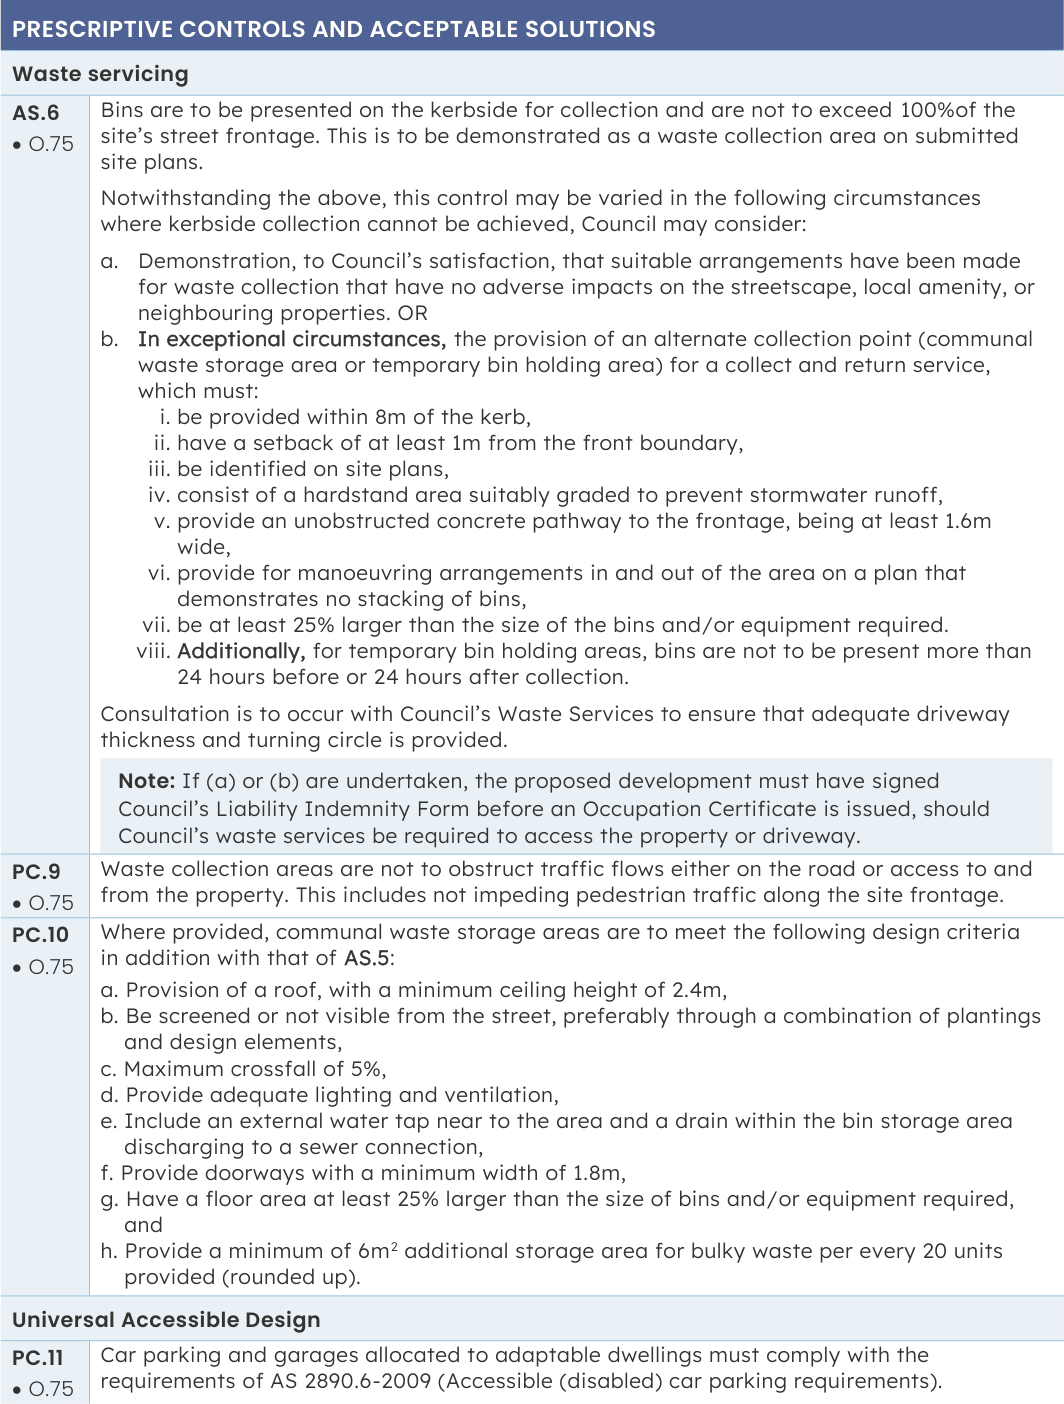 PRESCRIPTIVE CONTROLS AND ACCEPTABLE SOLUTIONS
Waste servicing
AS.6
• O.75
Bins are to be presented on the kerbside for collection and are not to exceed 100%of the
site's street frontage. This is to be demonstrated as a waste collection area on submitted
site plans.
Notwithstanding the above, this control may be varied in the following circumstances
where kerbside collection cannot be achieved, Council may consider:
a. Demonstration, to Council's satisfaction, that suitable arrangements have been made
for waste collection that have no adverse impacts on the streetscape, local amenity, or
neighbouring properties. OR
b. In exceptional circumstances, the provision of an alternate collection point (communal
waste storage area or temporary bin holding area) for a collect and return service,
which must:
i. be provided within 8m of the kerb,
ii. have a setback of at least 1m from the front boundary,
iii. be identified on site plans,
iv. consist of a hardstand area suitably graded to prevent stormwater runoff,
v. provide an unobstructed concrete pathway to the frontage, being at least 1.6m
wide,
vi. provide for manoeuvring arrangements in and out of the area on a plan that
demonstrates no stacking of bins,
vii. be at least 25% larger than the size of the bins and/or equipment required.
viii. Additionally, for temporary bin holding areas, bins are not to be present more than
24 hours before or 24 hours after collection.
Consultation is to occur with Council's Waste Services to ensure that adequate driveway
thickness and turning circle is provided.
Note: If (a) or (b) are undertaken, the proposed development must have signed
Council's Liability Indemnity Form before an Occupation Certificate is issued, should
Council's waste services be required to access the property or driveway.
PC.9
• O.75
Waste collection areas are not to obstruct traffic flows either on the road or access to and
from the property. This includes not impeding pedestrian traffic along the site frontage.
PC.10
• O.75
Where provided, communal waste storage areas are to meet the following design criteria
in addition with that of AS.5:
a. Provision of a roof, with a minimum ceiling height of 2.4m,
b. Be screened or not visible from the street, preferably through a combination of plantings
and design elements,
c. Maximum crossfall of 5%,
d. Provide adequate lighting and ventilation,
e. Include an external water tap near to the area and a drain within the bin storage area
discharging to a sewer connection,
f. Provide doorways with a minimum width of 1.8m,
g. Have a floor area at least 25% larger than the size of bins and/or equipment required,
and
h. Provide a minimum of 6m² additional storage area for bulky waste per every 20 units
provided (rounded up).
Universal Accessible Design
PC.11
• O.75
Car parking and garages allocated to adaptable dwellings must comply with the
requirements of AS 2890.6-2009 (Accessible (disabled) car parking requirements).